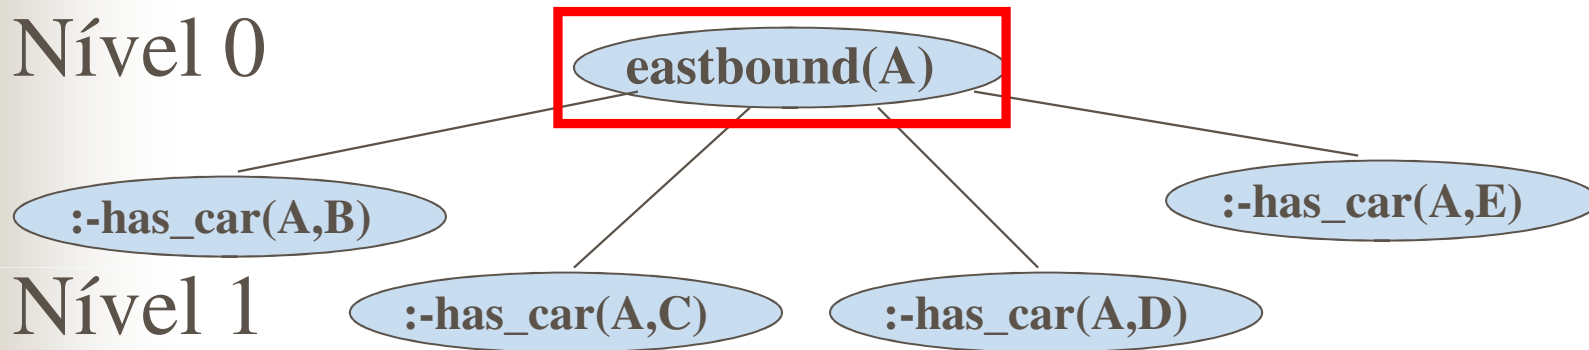 Nível 0
eastbound(A)
:-has_car(A,B)
:-has_car(A,E)
Nível 1
:-has_car(A,C)
:-has_car(A,D)